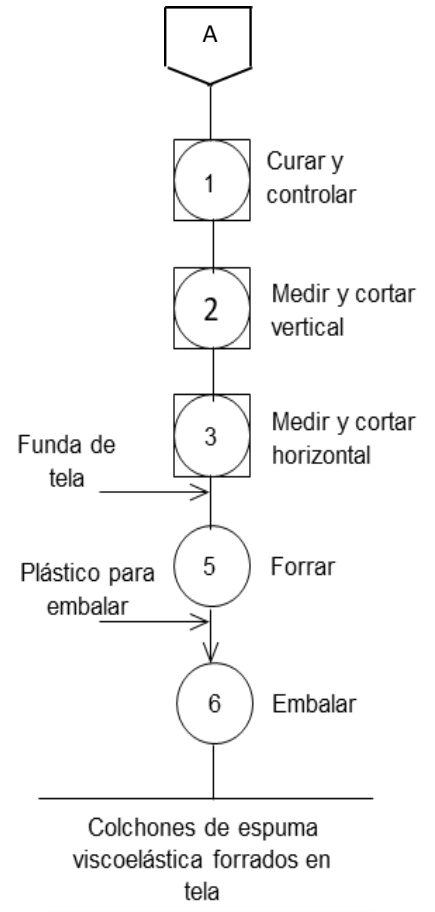 A
1
Curar y
controlar
2
Medir y cortar
vertical
3
Medir y cortar
horizontal
Funda de
tela
5
Forrar
Plástico para
embalar
6
Embalar
Colchones de espuma
viscoelástica forrados en
tela